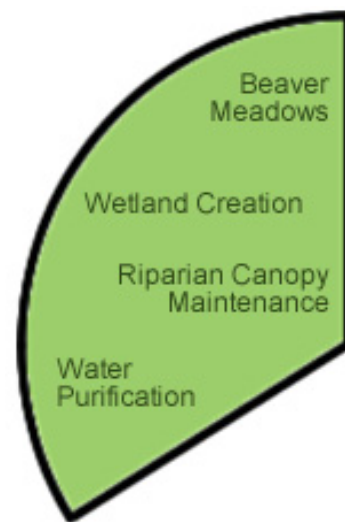 Beaver
Meadows
Wetland Creation
Riparian Canopy
Maintenance
Water
Purification